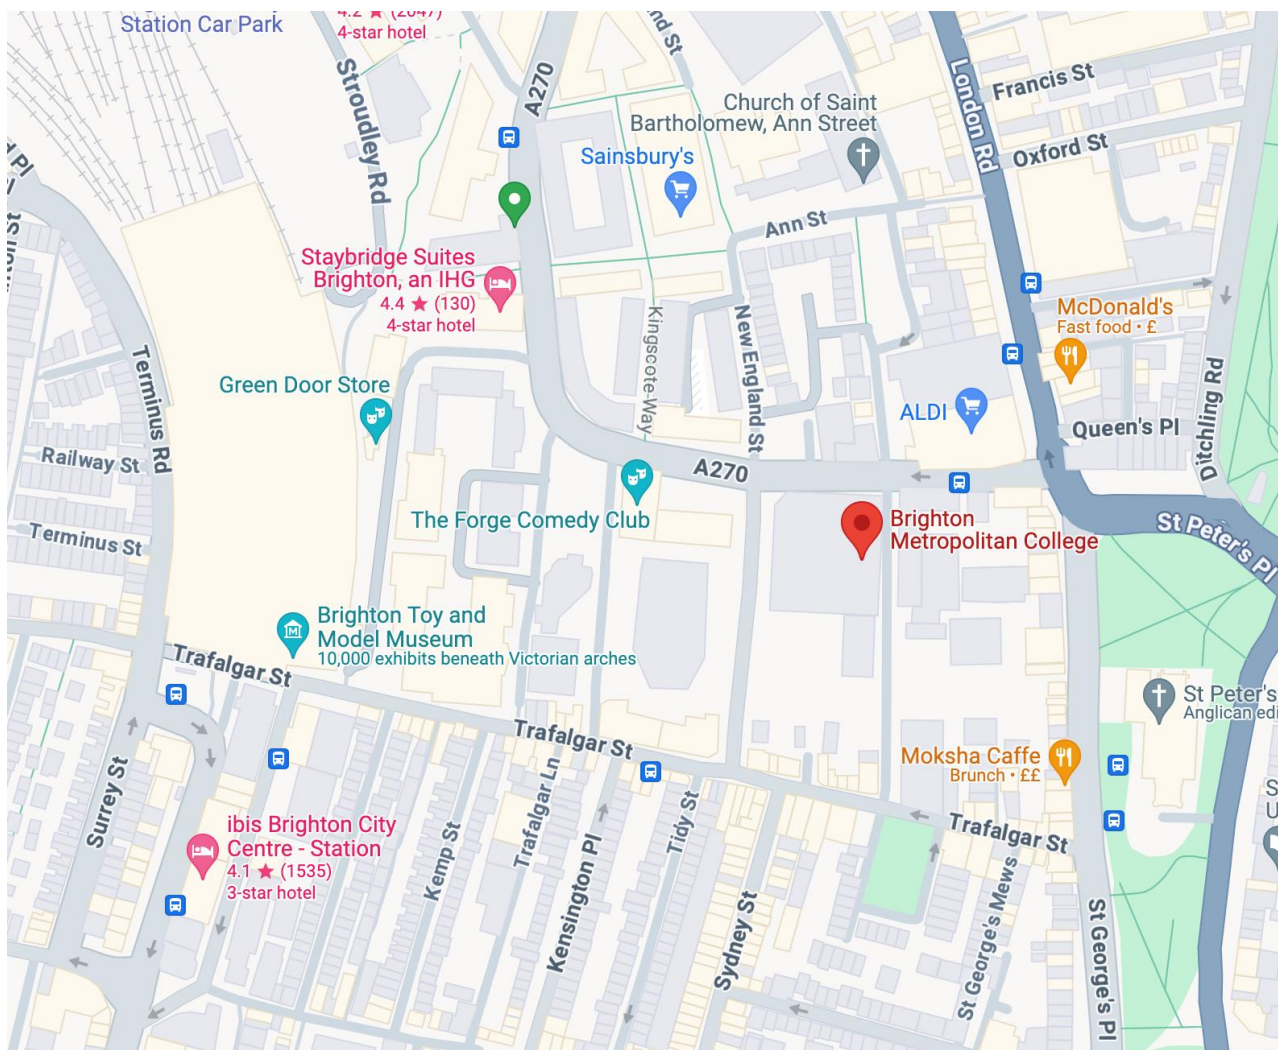 Station Car Park
4.2 ★ (2047)
4-star hotel
Stroudley Rd
A270
nd St
London Rd
Francis St
Oxford St
Church of Saint
Bartholomew, Ann Street
Sainsbury's
Ann St
d Pl
Staybridge Suites
Brighton, an IHG
4.4 ★ (130)
4-star hotel
Kingscote Way
New England St
McDonald's
Fast food • £
Terminus Rd
Green Door Store
ALDI
Queen's Pl
Ditchling Rd
Railway St
A270
The Forge Comedy Club
Brighton
Metropolitan College
St Peter's Pl
Terminus St
Brighton Toy and
Model Museum
10,000 exhibits beneath Victorian arches
Trafalgar St
St Peter's
Anglican edi
Trafalgar St
Moksha Caffe
Brunch • ££
Surrey St
ibis Brighton City
Centre - Station
4.1 ★ (1535)
3-star hotel
Kemp St
Trafalgar Ln
Kensington Pl
Tidy St
Sydney St
Trafalgar St
St George's Mews
St George's Pl
S
U